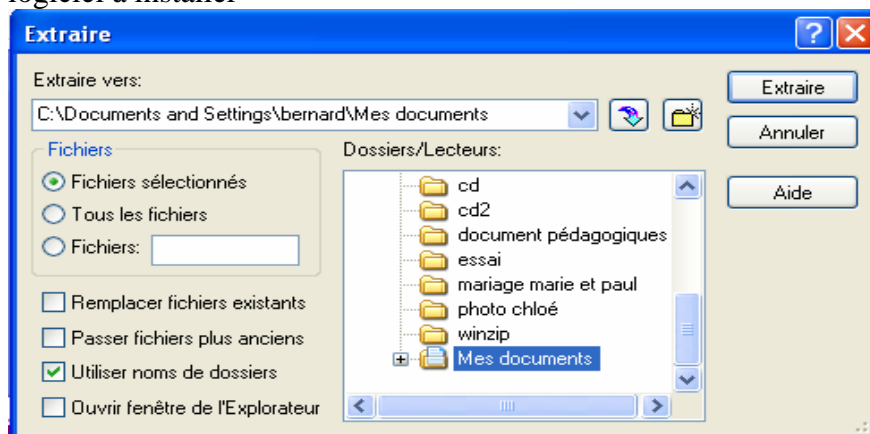 logiciel à installer
Extraire
Extraire vers:
C:\Documents and Settings\bernard\Mes documents
Extraire
Annuler
Aide
Fichiers
Fichiers sélectionnés
Tous les fichiers
Fichiers:
Remplacer fichiers existants
Passer fichiers plus anciens
Utiliser noms de dossiers
Ouvrir fenêtre de l'Explorateur
Dossiers/Lecteurs:
cd
cd2
document pédagogiques
essai
mariage marie et paul
photo chloé
winzip
Mes documents